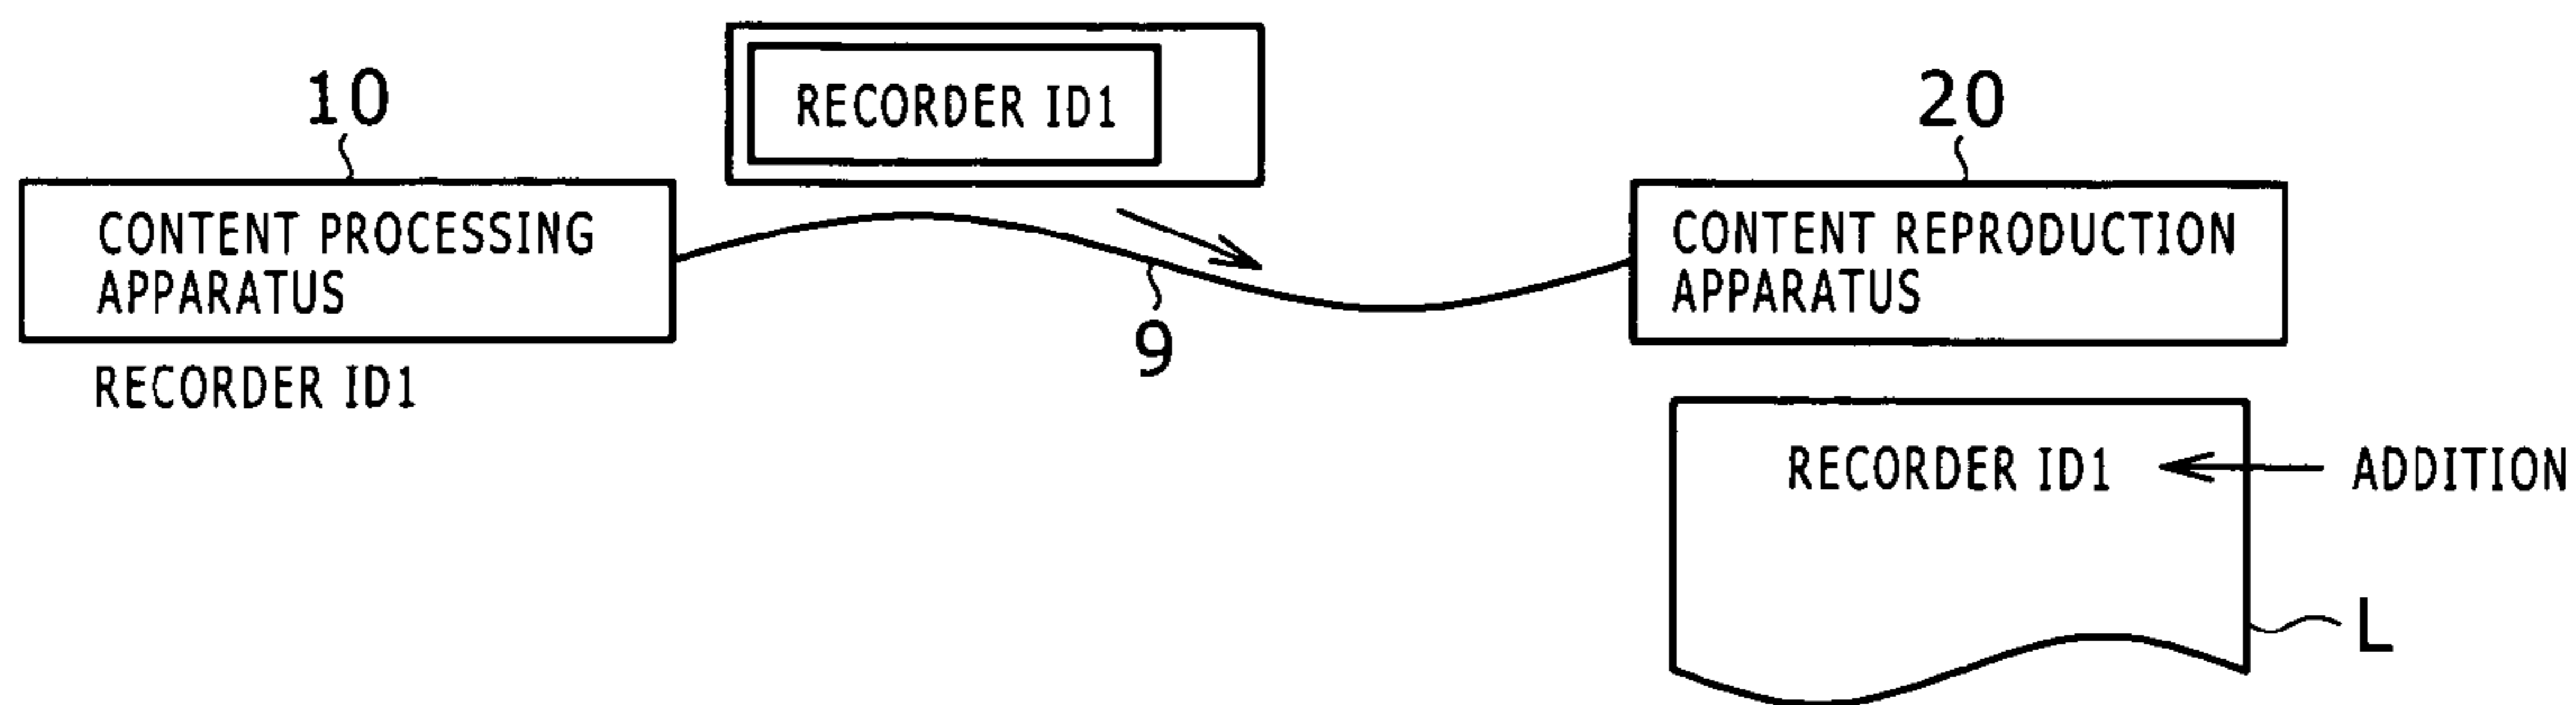 10
RECORDER ID1
20
CONTENT PROCESSING
APPARATUS
CONTENT REPRODUCTION
APPARATUS
9
RECORDER ID1
RECORDER ID1
ADDITION
L